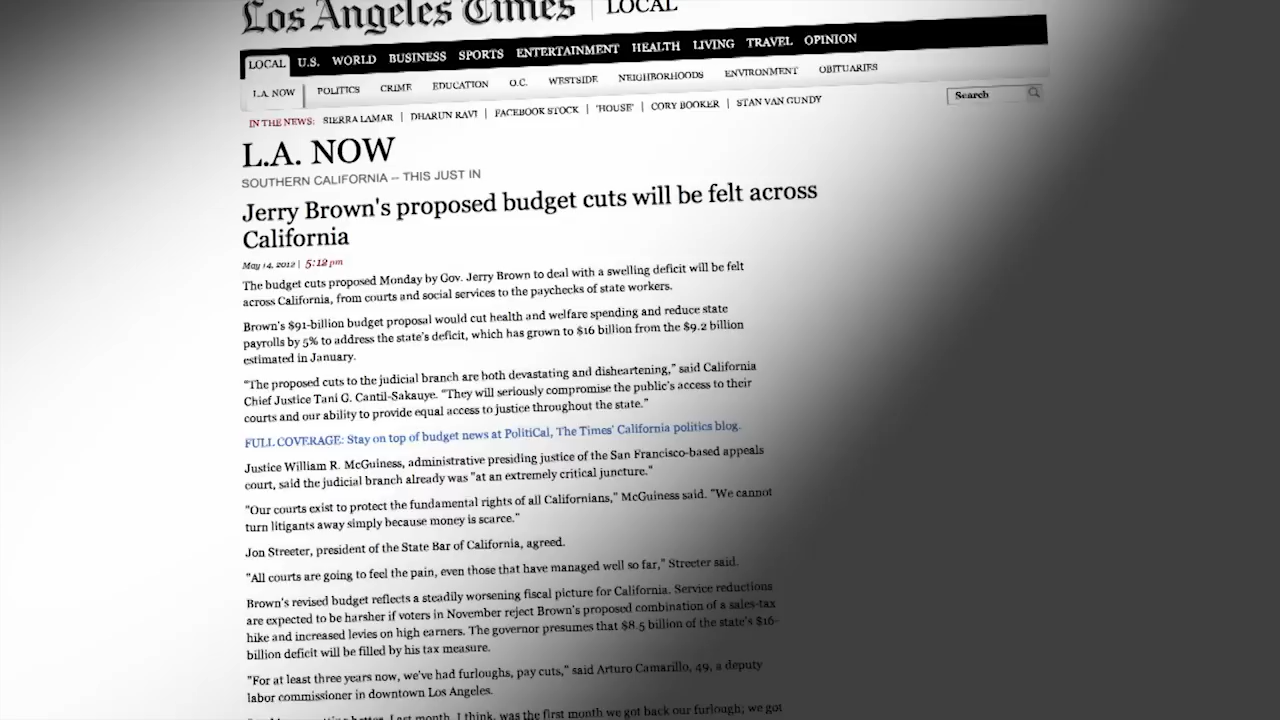 Los Angeles Times | LOCAL
LOCAL U.S. WORLD BUSINESS SPORTS ENTERTAINMENT HEALTH LIVING TRAVEL OPINION
L.A. NOW POLITICS CRIME EDUCATION O.C. WESTSIDE NEIGHBORHOODS ENVIRONMENT OBITUARIES
IN THE NEWS: SIERRA LAMAR | DHARUN RAVI | FACEBOOK STOCK | 'HOUSE' | CORY BOOKER | STAN VAN GUNDY
Search
L.A. NOW
SOUTHERN CALIFORNIA -- THIS JUST IN
Jerry Brown's proposed budget cuts will be felt across
California
May 14, 2012 | 5:12 pm
The budget cuts proposed Monday by Gov. Jerry Brown to deal with a swelling deficit will be felt
across California, from courts and social services to the paychecks of state workers.
Brown's $91-billion budget proposal would cut health and welfare spending and reduce state
payrolls by 5% to address the state's deficit, which has grown to $16 billion from the $9.2 billion
estimated in January.
"The proposed cuts to the judicial branch are both devastating and disheartening," said California
Chief Justice Tani G. Cantil-Sakauye. "They will seriously compromise the public's access to their
courts and our ability to provide equal access to justice throughout the state."
FULL COVERAGE: Stay on top of budget news at PolitiCal, The Times' California politics blog.
Justice William R. McGuiness, administrative presiding justice of the San Francisco-based appeals
court, said the judicial branch already was "at an extremely critical juncture."
"Our courts exist to protect the fundamental rights of all Californians," McGuiness said. "We cannot
turn litigants away simply because money is scarce."
Jon Streeter, president of the State Bar of California, agreed.
"All courts are going to feel the pain, even those that have managed well so far," Streeter said.
Brown's revised budget reflects a steadily worsening fiscal picture for California. Service reductions
are expected to be harsher if voters in November reject Brown's proposed combination of a sales-tax
hike and increased levies on high earners. The governor presumes that $8.5 billion of the state's $16-
billion deficit will be filled by his tax measure.
"For at least three years now, we've had furloughs, pay cuts," said Arturo Camarillo, 49, a deputy
labor commissioner in downtown Los Angeles.
Last month, I think, was the first month we got back our furlough; we got